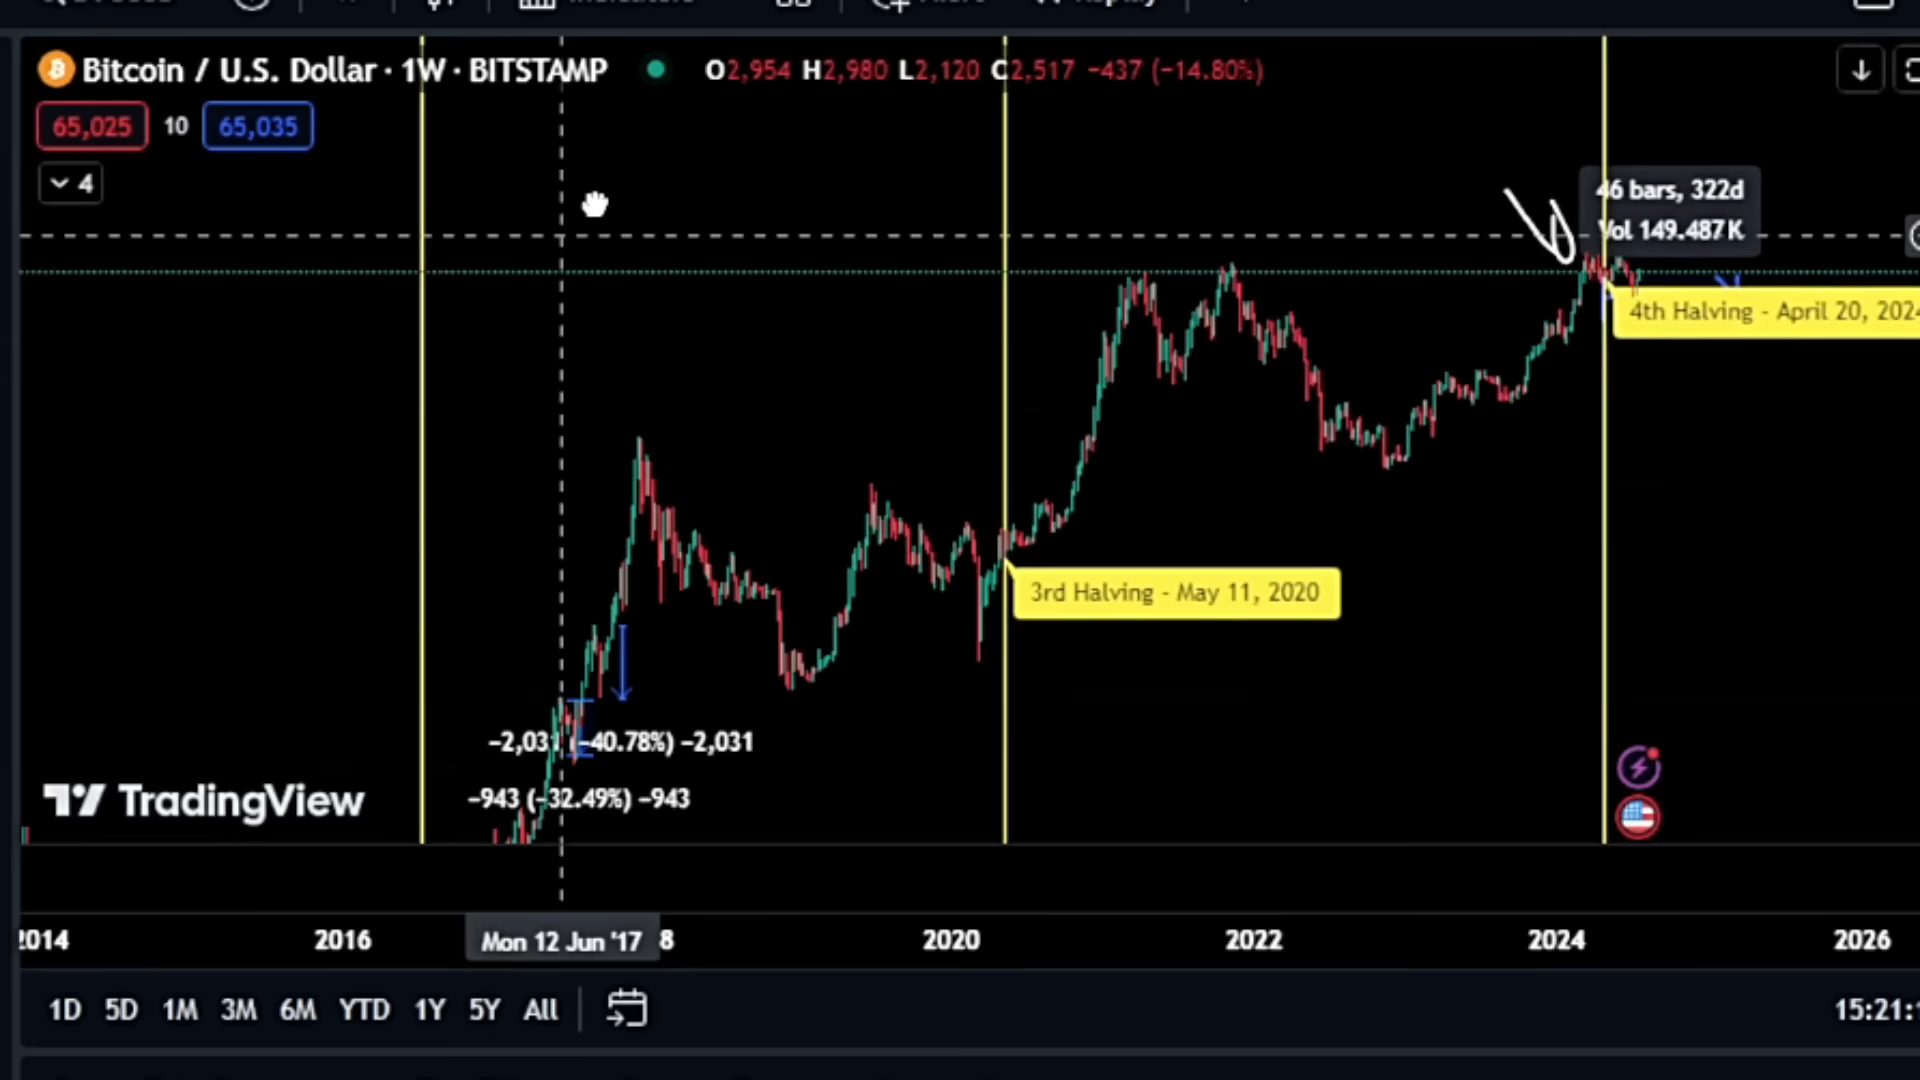 Bitcoin / U.S. Dollar · 1W · BITSTAMP
O2,954 H2,980 L2,120 C2,517 −437 (−14.80%)
65,025 10 65,035
4
46 bars, 322d
Vol 149.487K
4th Halving - April 20, 2024
3rd Halving - May 11, 2020
−2,031 (−40.78%) −2,031
−943 (−32.49%) −943
TradingView
2014 2016 Mon 12 Jun '17 8 2020 2022 2024 2026
1D 5D 1M 3M 6M YTD 1Y 5Y All
15:21: